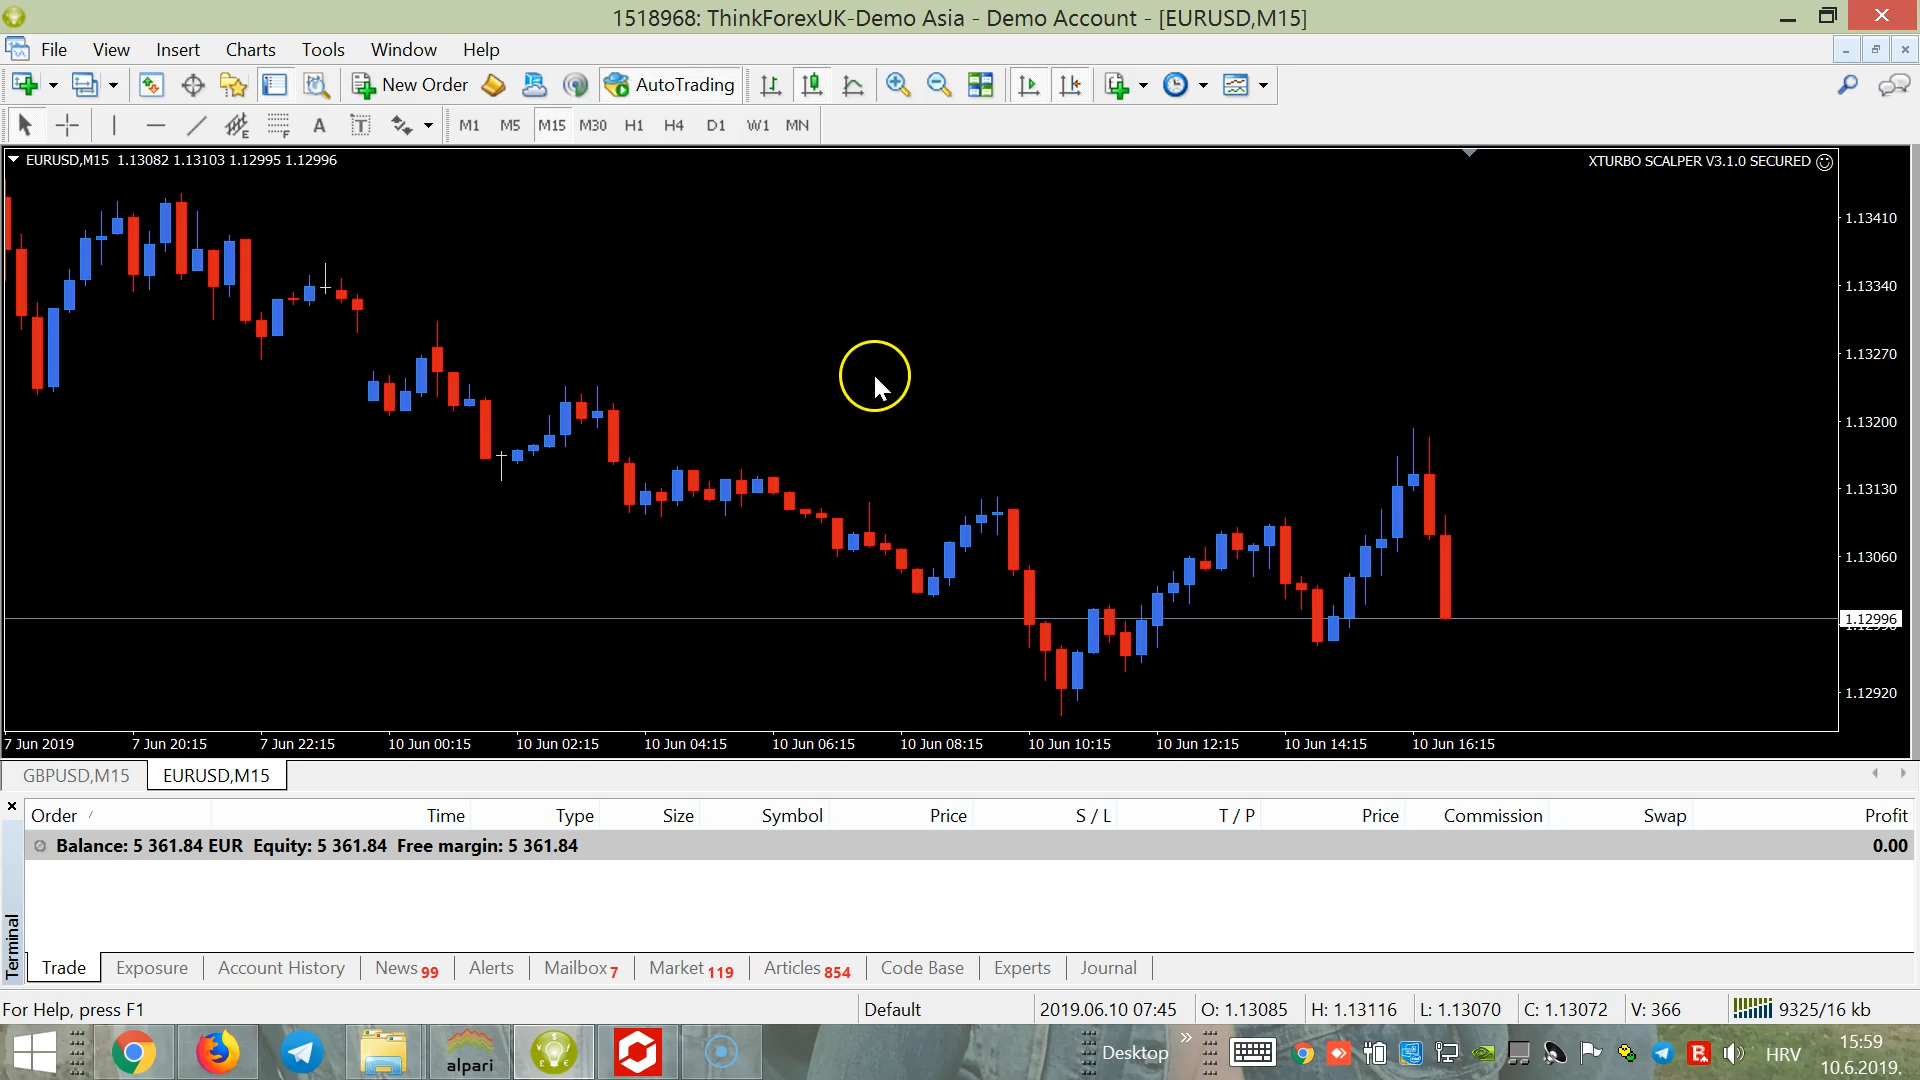 1518968: ThinkForexUK-Demo Asia - Demo Account - [EURUSD,M15]
File View Insert Charts Tools Window Help
New Order AutoTrading
E F A T
M1 M5 M15 M30 H1 H4 D1 W1 MN
EURUSD,M15 1.13082 1.13103 1.12995 1.12996
XTURBO SCALPER V3.1.0 SECURED
1.13410
1.13340
1.13270
1.13200
1.13130
1.13060
1.12996
1.12920
7 Jun 2019 7 Jun 20:15 7 Jun 22:15 10 Jun 00:15 10 Jun 02:15 10 Jun 04:15 10 Jun 06:15 10 Jun 08:15 10 Jun 10:15 10 Jun 12:15 10 Jun 14:15 10 Jun 16:15
GBPUSD,M15 EURUSD,M15
Order / Time Type Size Symbol Price S / L T / P Price Commission Swap Profit
Balance: 5 361.84 EUR Equity: 5 361.84 Free margin: 5 361.84 0.00
Terminal
Trade Exposure Account History News 99 Alerts Mailbox 7 Market 119 Articles 854 Code Base Experts Journal
For Help, press F1 Default 2019.06.10 07:45 O: 1.13085 H: 1.13116 L: 1.13070 C: 1.13072 V: 366 9325/16 kb
alpari Desktop » HRV 15:59
10.6.2019.